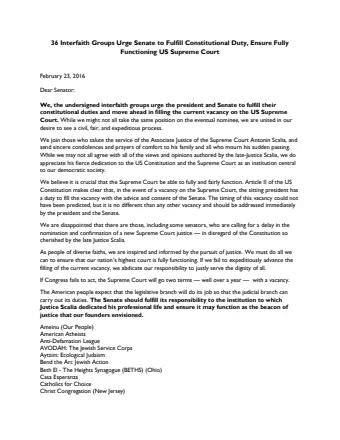 36 Interfaith Groups Urge Senate to Fulfill Constitutional Duty, Ensure Fully
Functioning US Supreme Court
February 23, 2016
Dear Senator:
We, the undersigned interfaith groups urge the president and Senate to fulfill their
constitutional duties and move ahead in filling the current vacancy on the US Supreme
Court. While we might not all take the same position on the eventual nominee, we are united in our
desire to see a civil, fair, and expeditious process.
We join those who salute the service of the Associate Justice of the Supreme Court Antonin Scalia, and
send sincere condolences and prayers of comfort to his family and all who mourn his sudden passing.
While we may not all agree with all of the views and opinions authored by the late-Justice Scalia, we do
appreciate his fierce dedication to the US Constitution and the Supreme Court as an institution central
to our democratic society.
We believe it is crucial that the Supreme Court be able to fully and fairly function. Article II of the US
Constitution makes clear that, in the event of a vacancy on the Supreme Court, the sitting president has
a duty to fill the vacancy with the advice and consent of the Senate. The timing of this vacancy could not
have been predicted, but it is no different than any other vacancy and should be addressed immediately
by the president and the Senate.
We are disappointed that there are those, including some senators, who are calling for a delay in the
nomination and confirmation of a new Supreme Court justice — in disregard of the Constitution so
cherished by the late Justice Scalia.
As people of diverse faiths, we are inspired and informed by the pursuit of justice. We must do all we
can to ensure that our nation's highest court is fully functioning. If we fail to expeditiously advance the
filling of the current vacancy, we abdicate our responsibility to justly serve the dignity of all.
If Congress fails to act, the Supreme Court will go two terms — well over a year — with a vacancy.
The American people expect that the legislative branch will do its job so that the judicial branch can
carry out its duties. The Senate should fulfill its responsibility to the institution to which
Justice Scalia dedicated his professional life and ensure it may function as the beacon of
justice that our founders envisioned.
Ameinu (Our People)
American Atheists
Anti-Defamation League
AVODAH: The Jewish Service Corps
Aytzim: Ecological Judaism
Bend the Arc Jewish Action
Beth El - The Heights Synagogue (BETHS) (Ohio)
Casa Esperanza
Catholics for Choice
Christ Congregation (New Jersey)